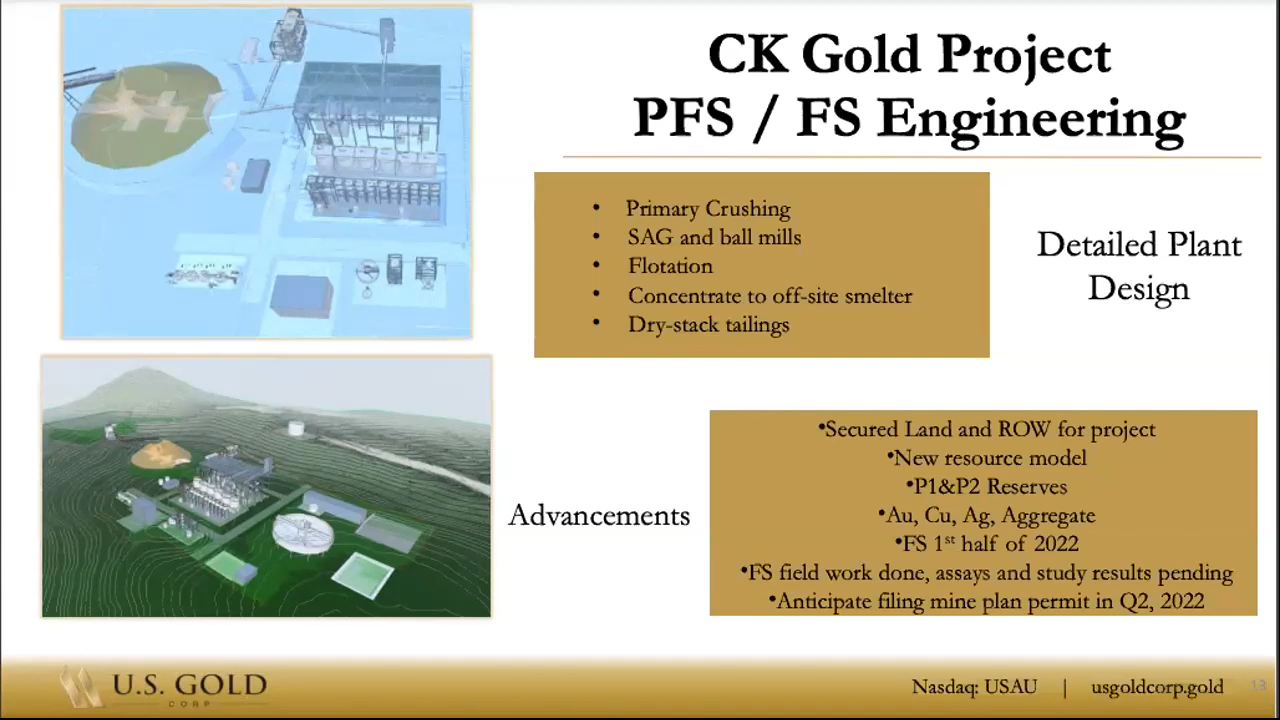 CK Gold Project
PFS / FS Engineering
• Primary Crushing
• SAG and ball mills
• Flotation
• Concentrate to off-site smelter
• Dry-stack tailings
Detailed Plant
Design
Advancements
•Secured Land and ROW for project
•New resource model
•P1&P2 Reserves
•Au, Cu, Ag, Aggregate
•FS 1st half of 2022
•FS field work done, assays and study results pending
•Anticipate filing mine plan permit in Q2, 2022
U.S. GOLD
CORP
Nasdaq: USAU | usgoldcorp.gold 13